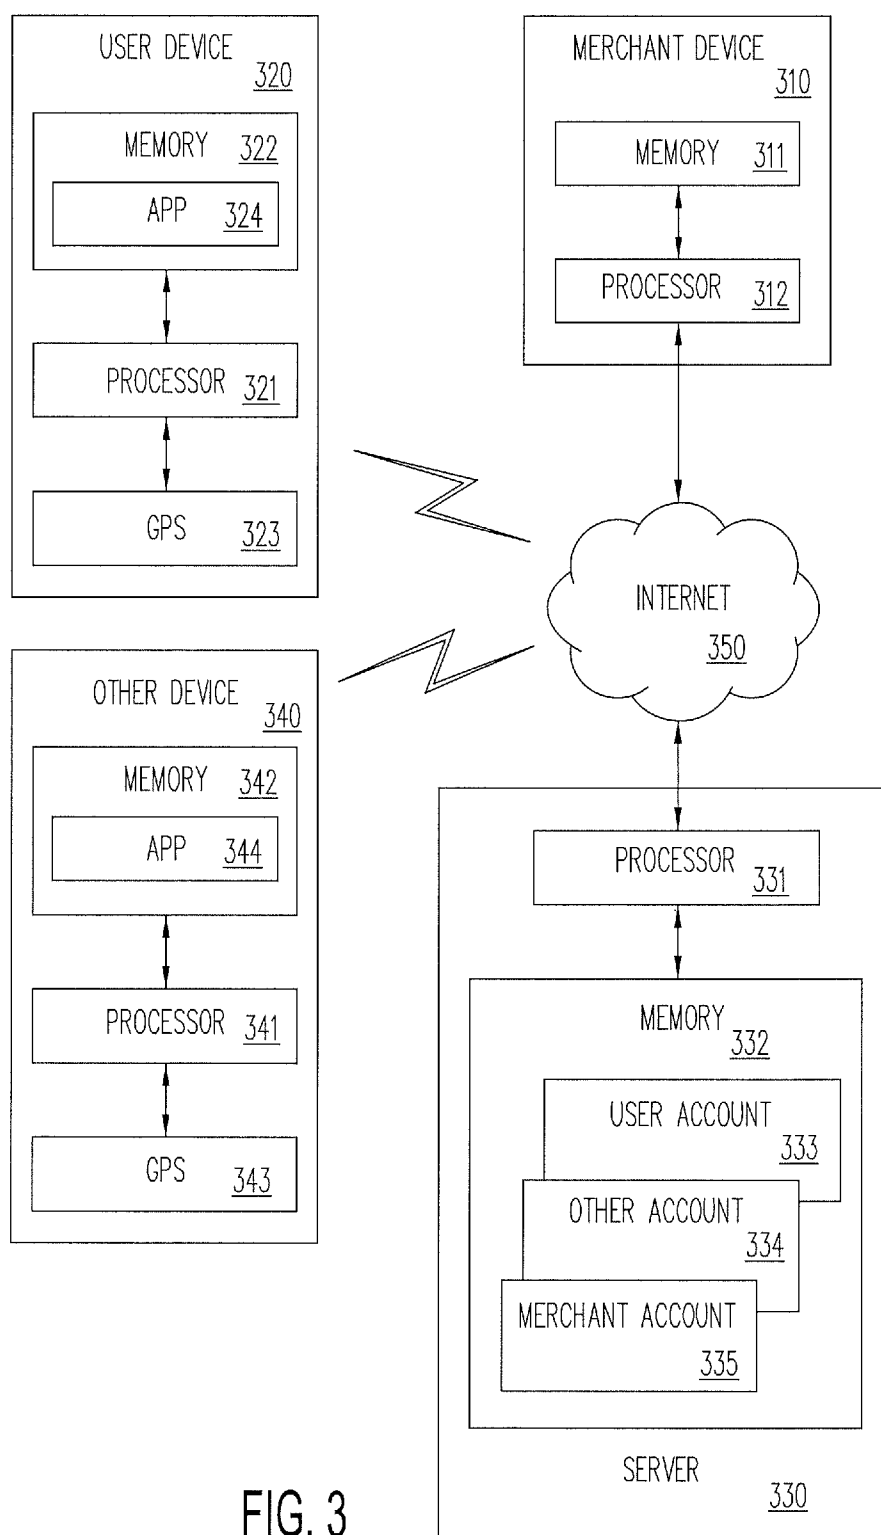 USER DEVICE
320
MEMORY 322
APP 324
PROCESSOR 321
GPS 323
MERCHANT DEVICE
310
MEMORY 311
PROCESSOR 312
INTERNET
350
OTHER DEVICE
340
MEMORY 342
APP 344
PROCESSOR 341
GPS 343
PROCESSOR 331
MEMORY
332
USER ACCOUNT
333
OTHER ACCOUNT
334
MERCHANT ACCOUNT
335
SERVER
330
FIG. 3